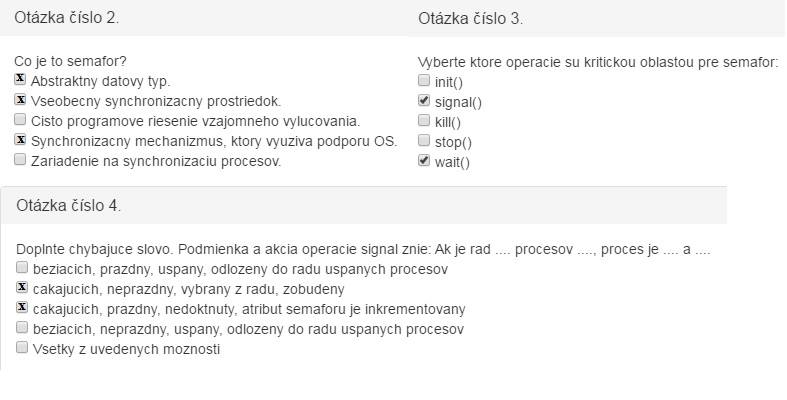 Otázka číslo 2.
Co je to semafor?
Abstraktny datovy typ.
Vseobecny synchronizacny prostriedok.
Cisto programove riesenie vzajomneho vylucovania.
Synchronizacny mechanizmus, ktory vyuziva podporu OS.
Zariadenie na synchronizaciu procesov.
Otázka číslo 3.
Vyberte ktore operacie su kritickou oblastou pre semafor:
init()
signal()
kill()
stop()
wait()
Otázka číslo 4.
Doplnte chybajuce slovo. Podmienka a akcia operacie signal znie: Ak je rad .... procesov ...., proces je .... a ....
beziacich, prazdny, uspany, odlozeny do radu uspanych procesov
cakajucich, neprazdny, vybrany z radu, zobudeny
cakajucich, prazdny, nedoktnuty, atribut semaforu je inkrementovany
beziacich, neprazdny, uspany, odlozeny do radu uspanych procesov
Vsetky z uvedenych moznosti